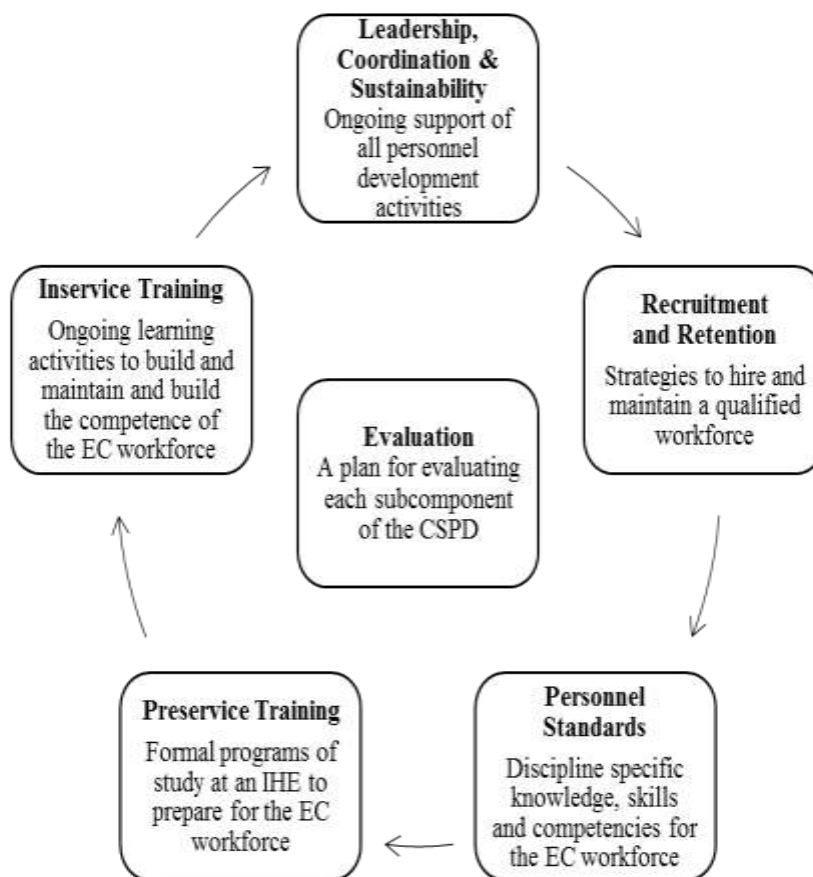 Leadership,
Coordination &
Sustainability
Ongoing support of
all personnel
development
activities
Recruitment
and Retention
Strategies to hire and
maintain a qualified
workforce
Personnel
Standards
Discipline specific
knowledge, skills
and competencies for
the EC workforce
Preservice Training
Formal programs of
study at an IHE to
prepare for the EC
workforce
Inservice Training
Ongoing learning
activities to build and
maintain and build
the competence of
the EC workforce
Evaluation
A plan for evaluating
each subcomponent
of the CSPD